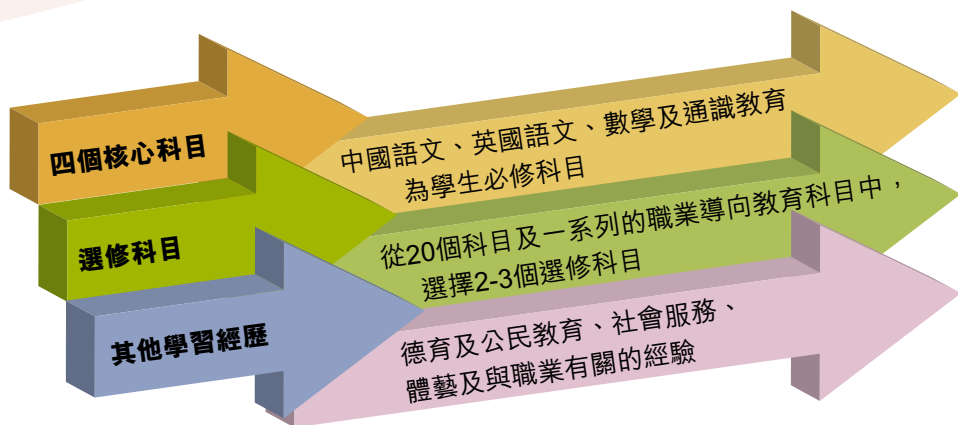 四個核心科目
中國語文、英國語文、數學及通識教育
為學生必修科目
選修科目
從20個科目及一系列的職業導向教育科目中，
選擇2-3個選修科目
其他學習經歷
德育及公民教育、社會服務、
體藝及與職業有關的經驗